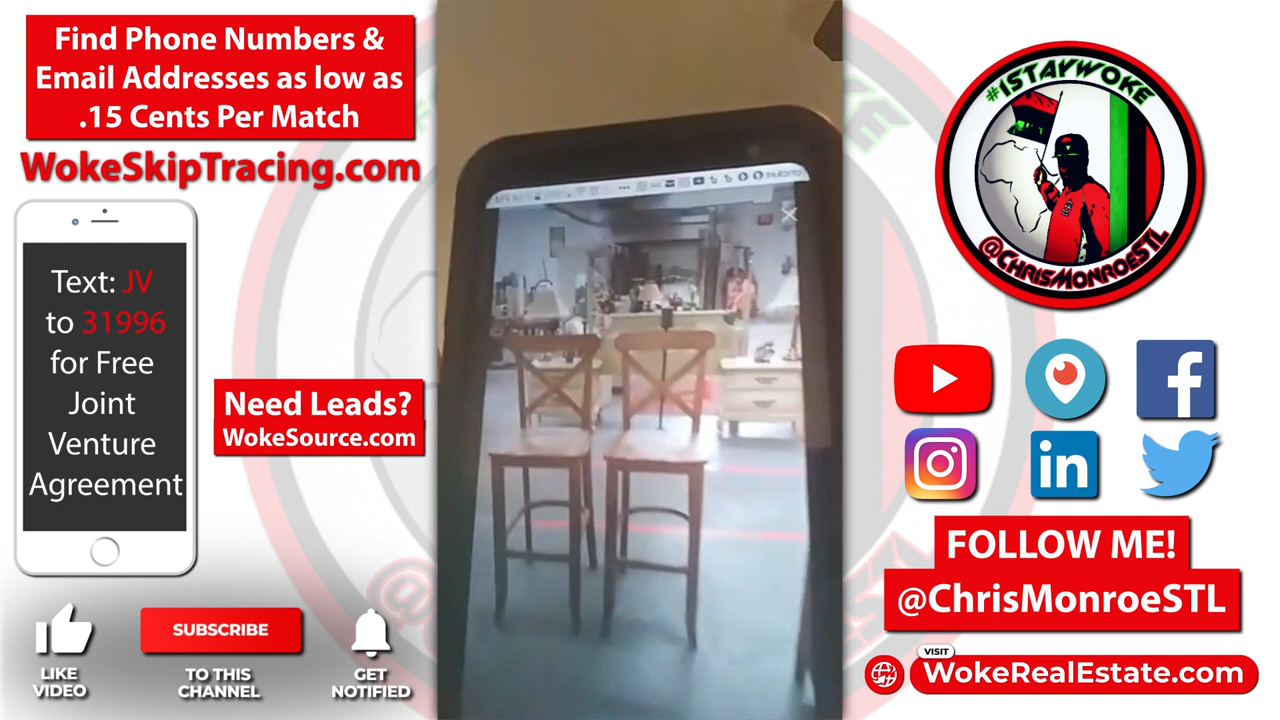 Find Phone Numbers &
Email Addresses as low as
.15 Cents Per Match
WokeSkipTracing.com
Text: JV
to 31996
for Free
Joint
Venture
Agreement
Need Leads?
WokeSource.com
LIKE
VIDEO
SUBSCRIBE
TO THIS
CHANNEL
GET
NOTIFIED
#ISTAYWOKE
@CHRISMONROESTL
in
FOLLOW ME!
@ChrisMonroeSTL
VISIT
WokeRealEstate.com